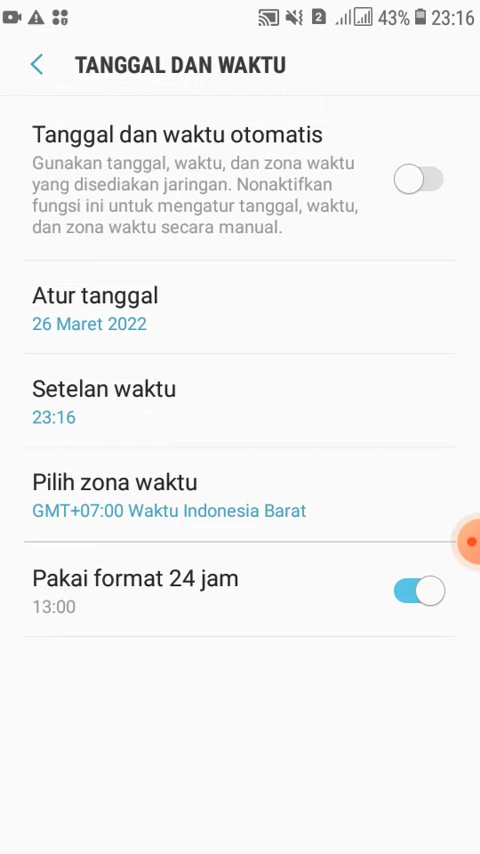 2 43% 23:16
TANGGAL DAN WAKTU
Tanggal dan waktu otomatis
Gunakan tanggal, waktu, dan zona waktu
yang disediakan jaringan. Nonaktifkan
fungsi ini untuk mengatur tanggal, waktu,
dan zona waktu secara manual.
Atur tanggal
26 Maret 2022
Setelan waktu
23:16
Pilih zona waktu
GMT+07:00 Waktu Indonesia Barat
Pakai format 24 jam
13:00